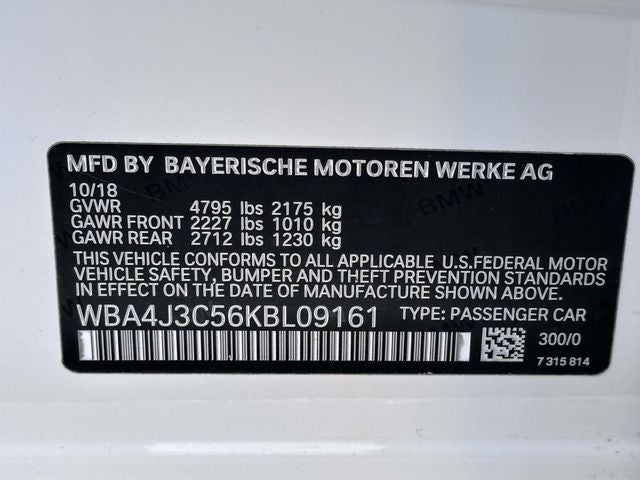 MFD BY BAYERISCHE MOTOREN WERKE AG
10/18
GVWR 4795 lbs 2175 kg
GAWR FRONT 2227 lbs 1010 kg
GAWR REAR 2712 lbs 1230 kg
THIS VEHICLE CONFORMS TO ALL APPLICABLE U.S.FEDERAL MOTOR
VEHICLE SAFETY, BUMPER AND THEFT PREVENTION STANDARDS
IN EFFECT ON THE DATE OF MANUFACTURE SHOWN ABOVE.
WBA4J3C56KBL09161 TYPE: PASSENGER CAR
300/0
7 315 814